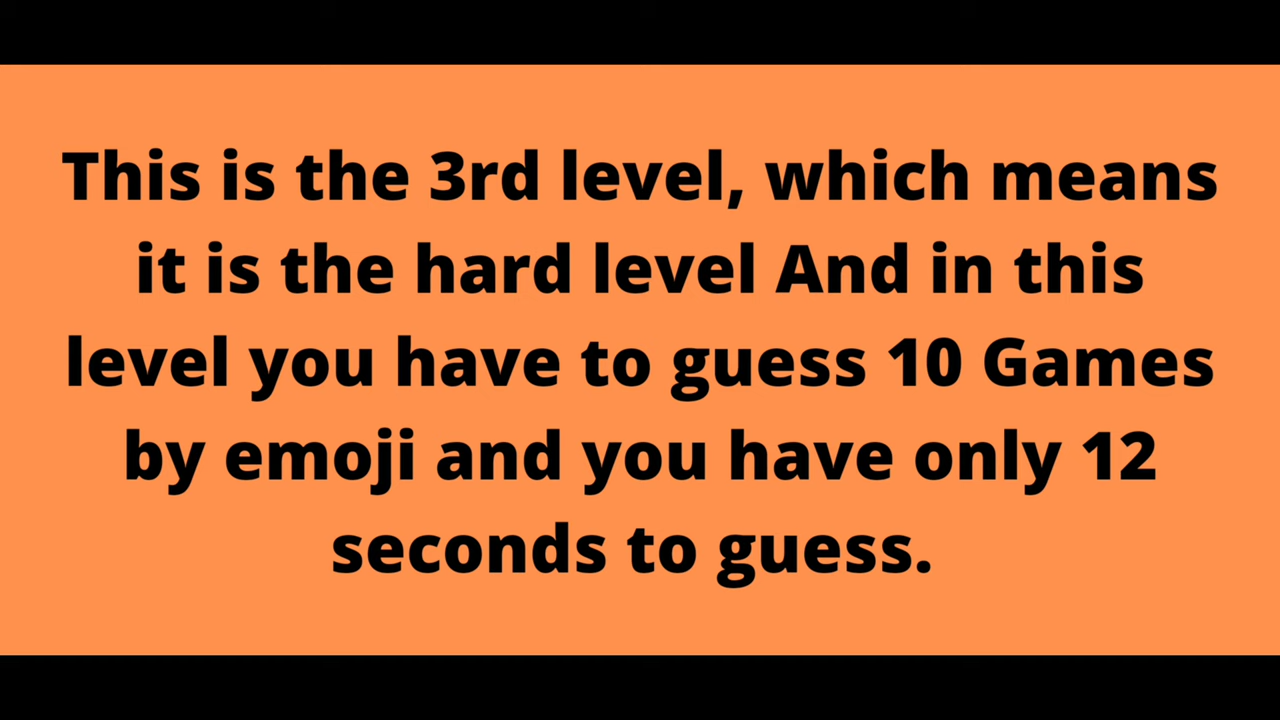 This is the 3rd level, which means
it is the hard level And in this
level you have to guess 10 Games
by emoji and you have only 12
seconds to guess.